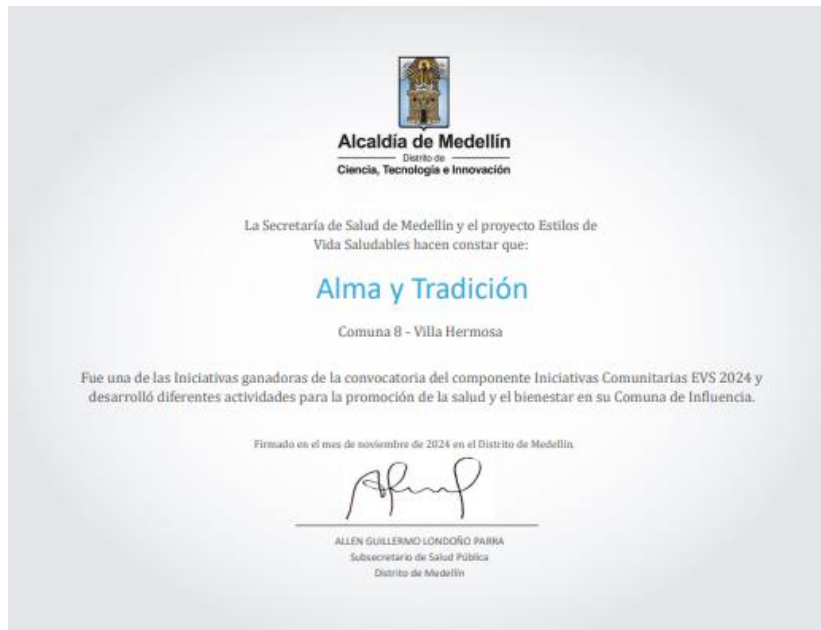 Alcaldía de Medellín
Distrito de
Ciencia, Tecnología e Innovación
La Secretaría de Salud de Medellín y el proyecto Estilos de
Vida Saludables hacen constar que:
Alma y Tradición
Comuna 8 - Villa Hermosa
Fue una de las Iniciativas ganadoras de la convocatoria del componente Iniciativas Comunitarias EVS 2024 y
desarrolló diferentes actividades para la promoción de la salud y el bienestar en su Comuna de Influencia.
Firmado en el mes de noviembre de 2024 en el Distrito de Medellín.
ALLEN GUILLERMO LONDOÑO PARRA
Subsecretario de Salud Pública
Distrito de Medellín